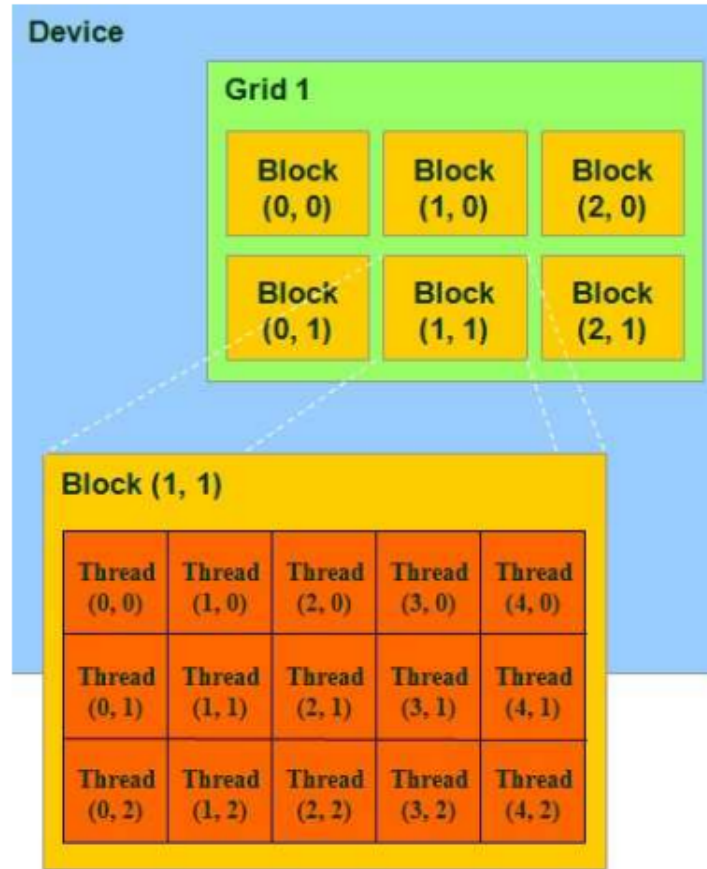 Device
Grid 1
Block Block Block
(0, 0) (1, 0) (2, 0)
Block Block Block
(0, 1) (1, 1) (2, 1)
Block (1, 1)
Thread Thread Thread Thread Thread
(0, 0) (1, 0) (2, 0) (3, 0) (4, 0)
Thread Thread Thread Thread Thread
(0, 1) (1, 1) (2, 1) (3, 1) (4, 1)
Thread Thread Thread Thread Thread
(0, 2) (1, 2) (2, 2) (3, 2) (4, 2)